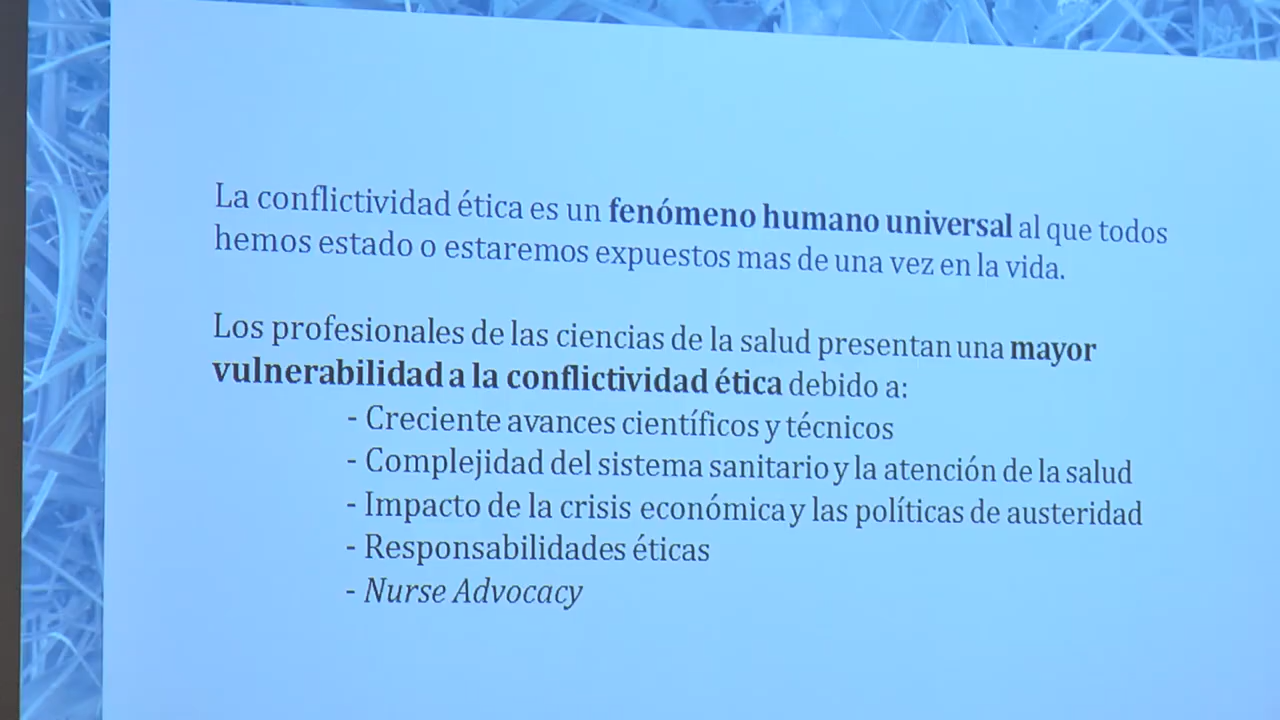 La conflictividad ética es un fenómeno humano universal al que todos
hemos estado o estaremos expuestos mas de una vez en la vida.
Los profesionales de las ciencias de la salud presentan una mayor
vulnerabilidad a la conflictividad ética debido a:
- Creciente avances científicos y técnicos
- Complejidad del sistema sanitario y la atención de la salud
- Impacto de la crisis económica y las políticas de austeridad
- Responsabilidades éticas
- Nurse Advocacy